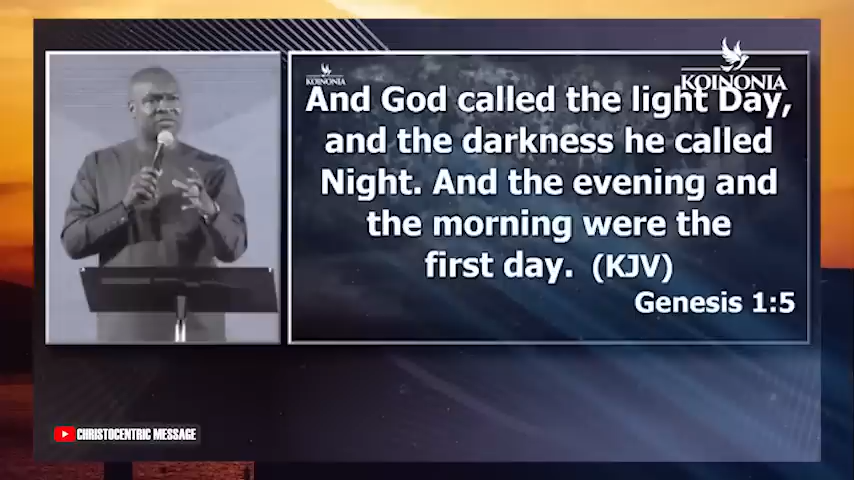 KOINONIA
KOINONIA
And God called the light Day,
and the darkness he called
Night. And the evening and
the morning were the
first day. (KJV)
Genesis 1:5
CHRISTOCENTRIC MESSAGE